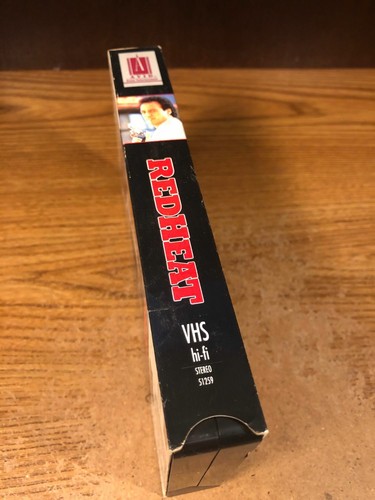 A
REDHEAT
VHS
hi-fi
STEREO
51259